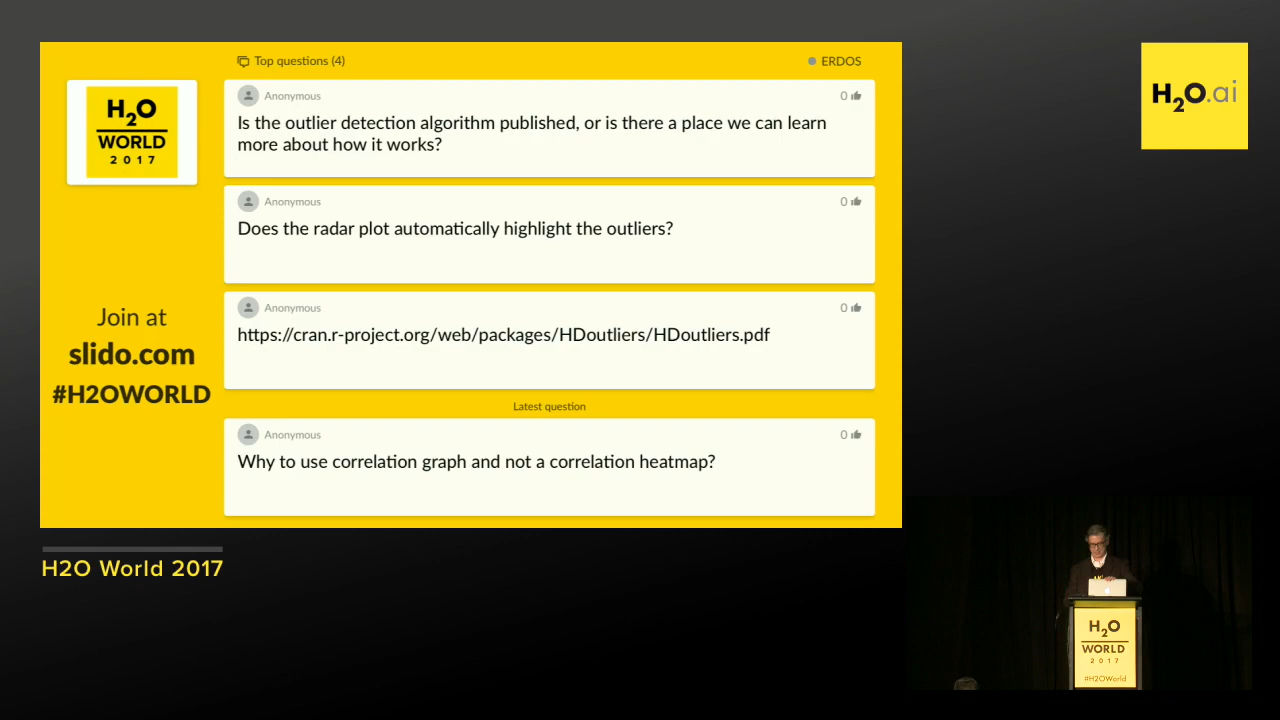 Top questions (4)
ERDOS
H2O
WORLD
2017
Anonymous
0
Is the outlier detection algorithm published, or is there a place we can learn
more about how it works?
Anonymous
0
Does the radar plot automatically highlight the outliers?
Anonymous
0
https://cran.r-project.org/web/packages/HDoutliers/HDoutliers.pdf
Join at
slido.com
#H2OWORLD
Latest question
Anonymous
0
Why to use correlation graph and not a correlation heatmap?
H2O.ai
H2O World 2017
H2O
WORLD
2017
#H2OWorld